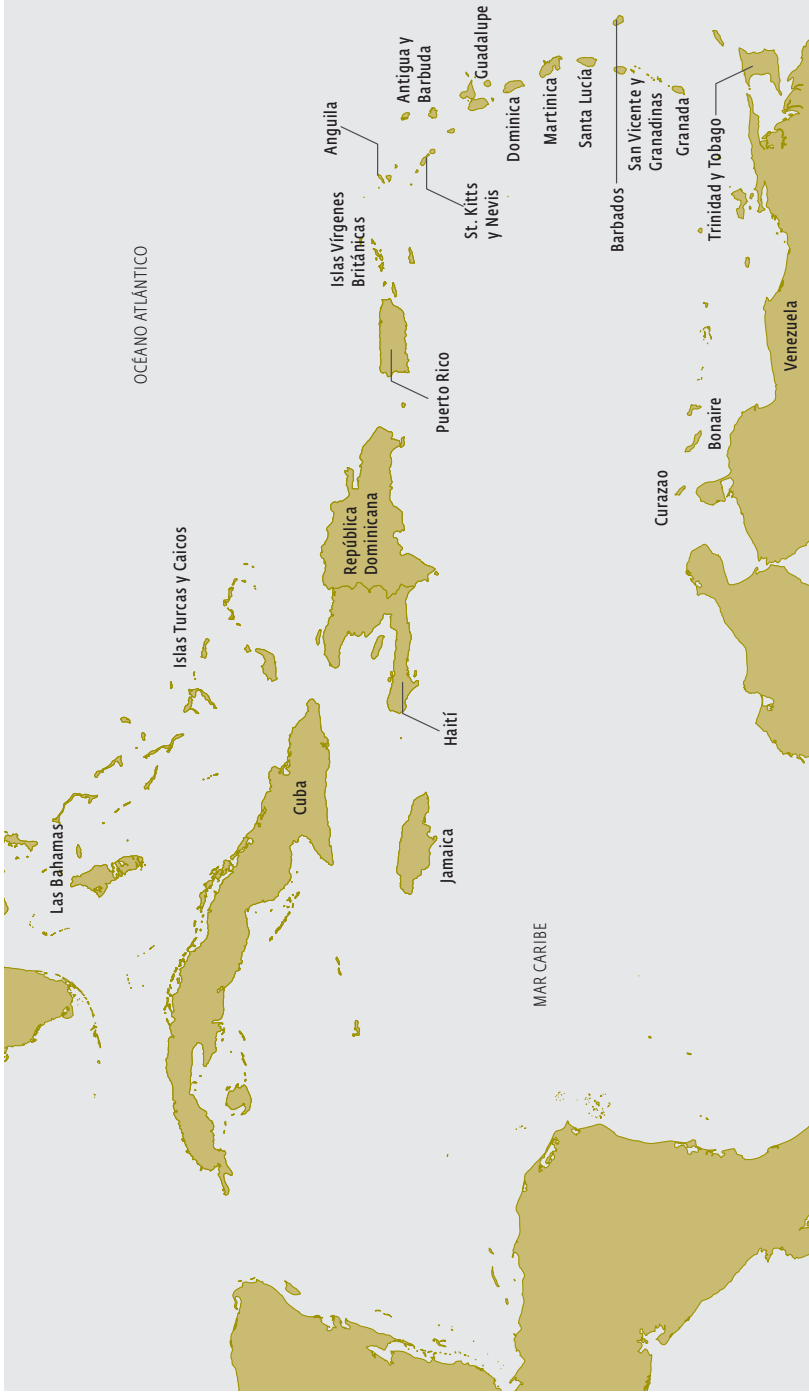 OCÉANO ATLÁNTICO
Las Bahamas
Islas Turcas y Caicos
Cuba
Haití
República
Dominicana
Jamaica
Puerto Rico
Islas Vírgenes
Británicas
Anguila
St. Kitts
y Nevis
Antigua y
Barbuda
Guadalupe
Dominica
Martinica
Santa Lucía
Barbados
San Vicente y
Granadinas
Granada
Trinidad y Tobago
MAR CARIBE
Curazao
Bonaire
Venezuela